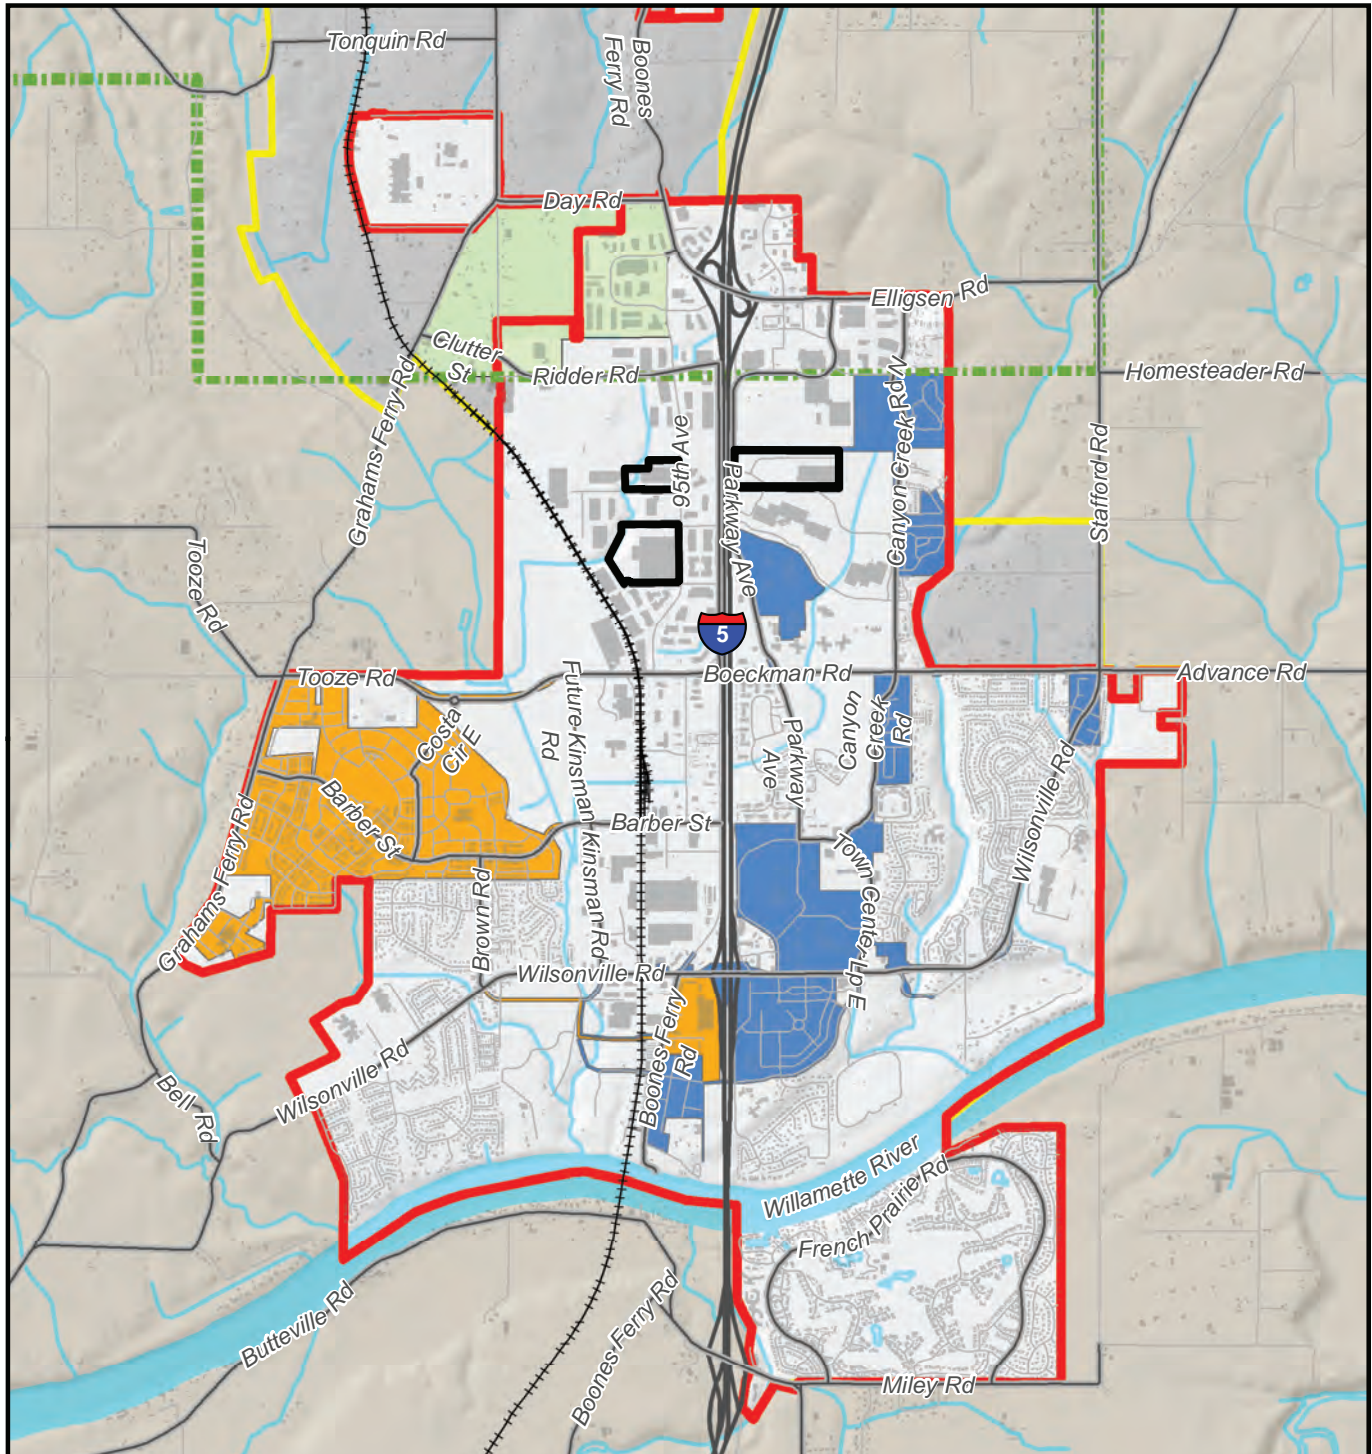 Tonquin Rd
Boones
Ferry Rd
Day Rd
Elligsen Rd
Clutter
St
Ridder Rd
Homesteader Rd
Grahams Ferry Rd
95th Ave
Parkway Ave
Canyon Creek Rd N
Stafford Rd
Tooze Rd
5
Tooze Rd
Boeckman Rd
Advance Rd
Costa
Cir E
Future Kinsman
Rd
Kinsman Rd
Parkway
Ave
Canyon
Creek
Rd
Wilsonville Rd
Barber St
Barber St
Town Center Lp E
Grahams Ferry Rd
Brown Rd
Wilsonville Rd
Boones Ferry
Rd
Wilsonville Rd
Bell Rd
Willamette River
French Prairie Rd
Butteville Rd
Boones Ferry Rd
Miley Rd